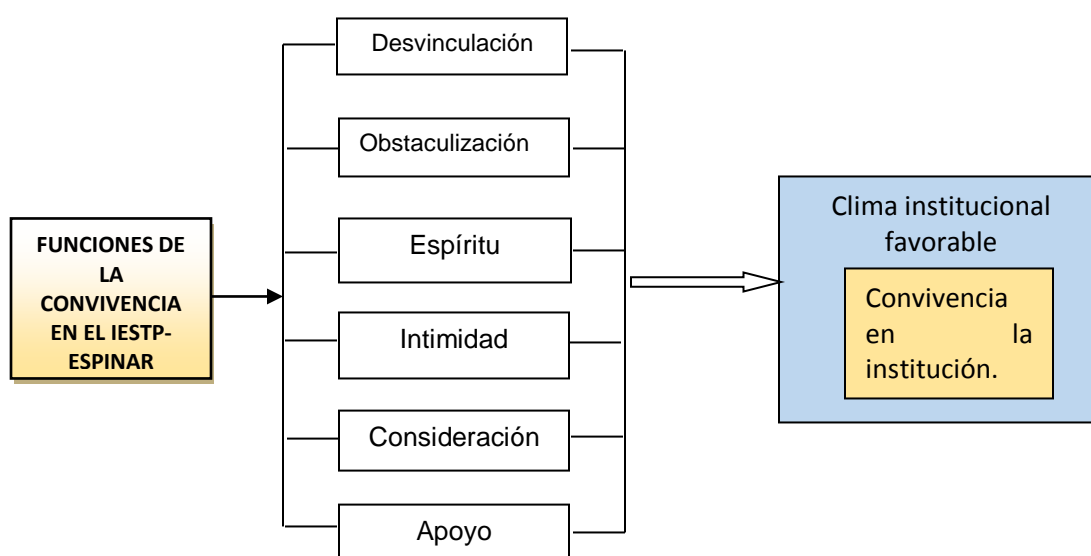 FUNCIONES DE
LA
CONVIVENCIA
EN EL IESTP-
ESPINAR
Desvinculación
Obstaculización
Espíritu
Intimidad
Consideración
Apoyo
Clima institucional
favorable
Convivencia
en la
institución.